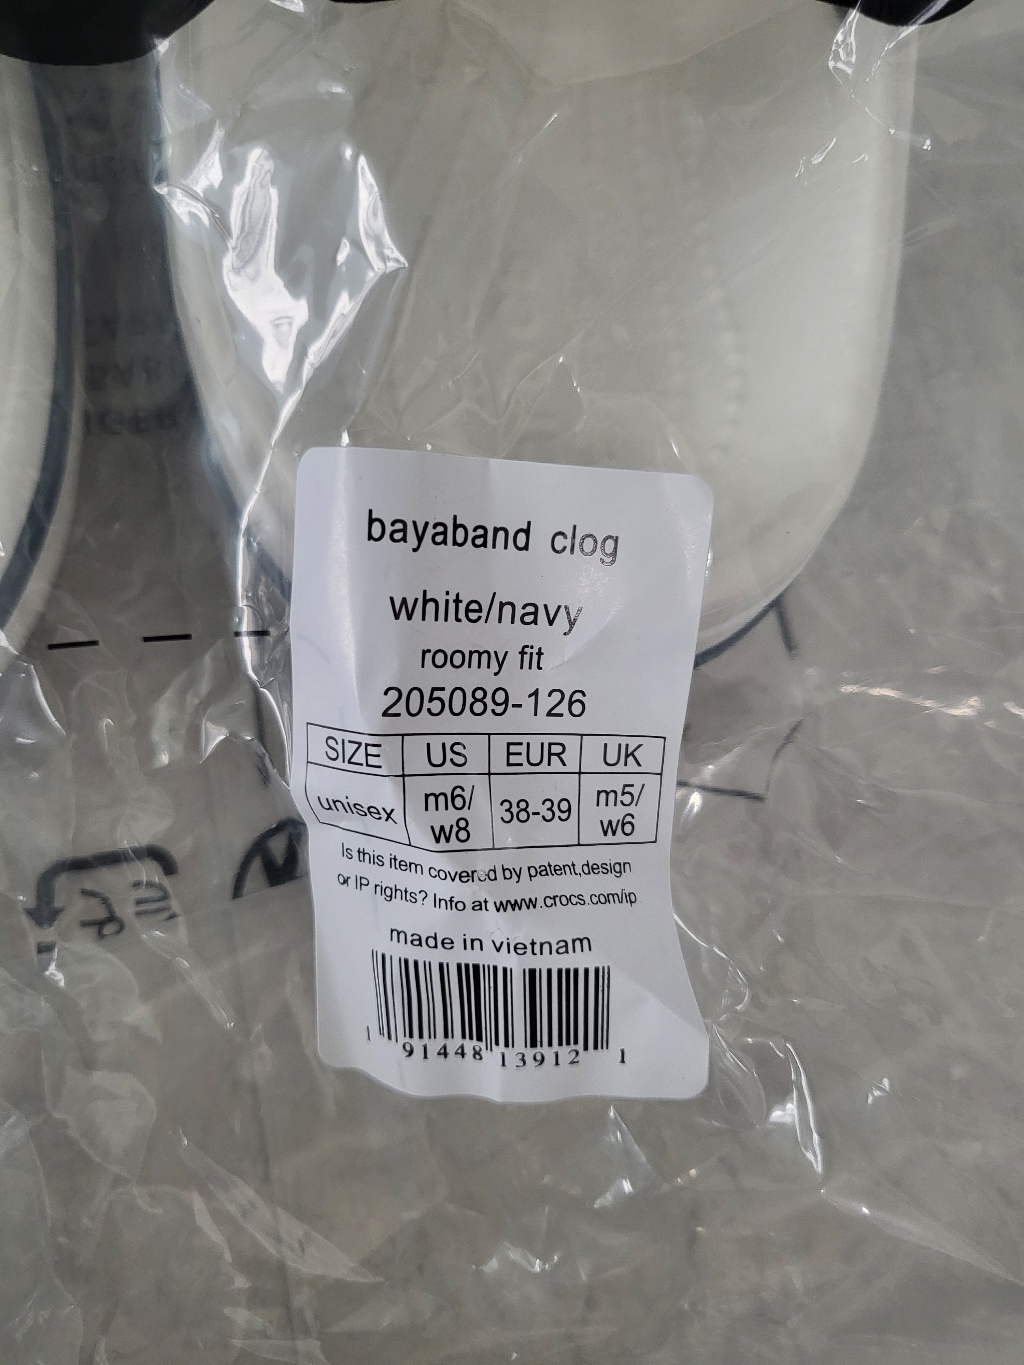 bayaband clog
white/navy
roomy fit
205089-126
SIZE US EUR UK
unisex m6/w8 38-39 m5/w6
Is this item covered by patent,design
or IP rights? Info at www.crocs.com/ip
made in vietnam
1 91448 13912 1